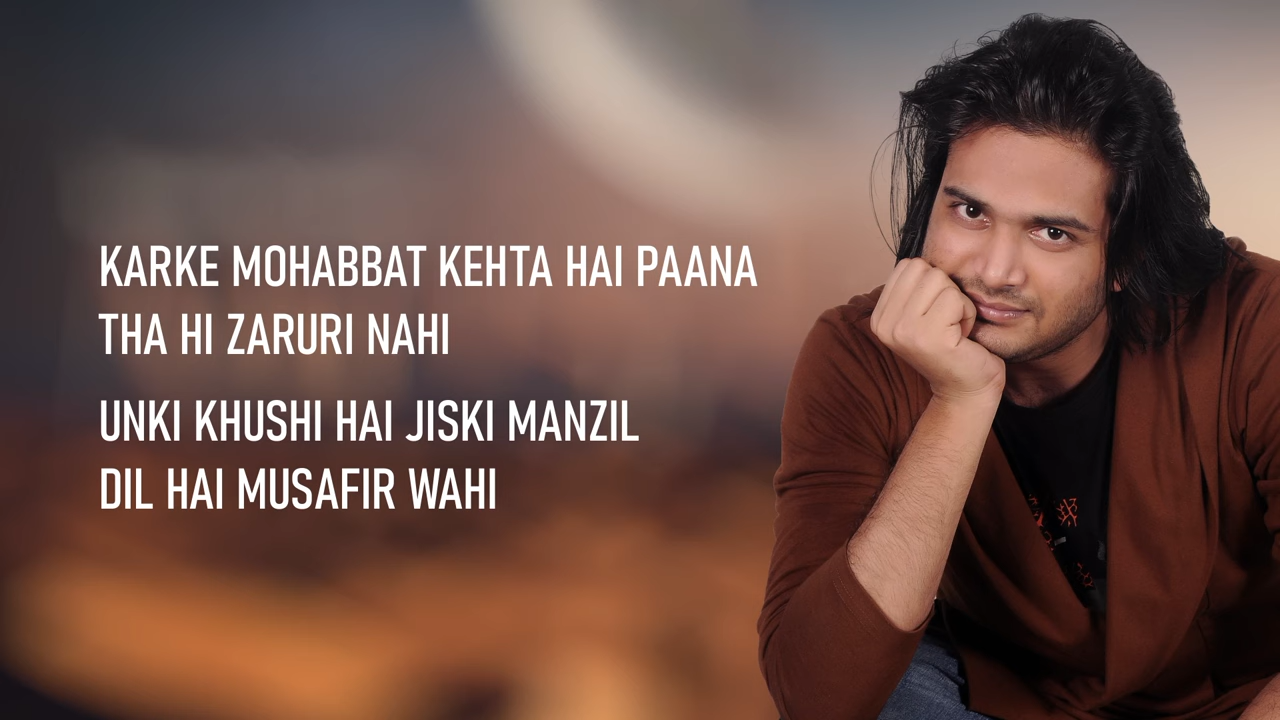 KARKE MOHABBAT KEHTA HAI PAANA
THA HI ZARURI NAHI
UNKI KHUSHI HAI JISKI MANZIL
DIL HAI MUSAFIR WAHI